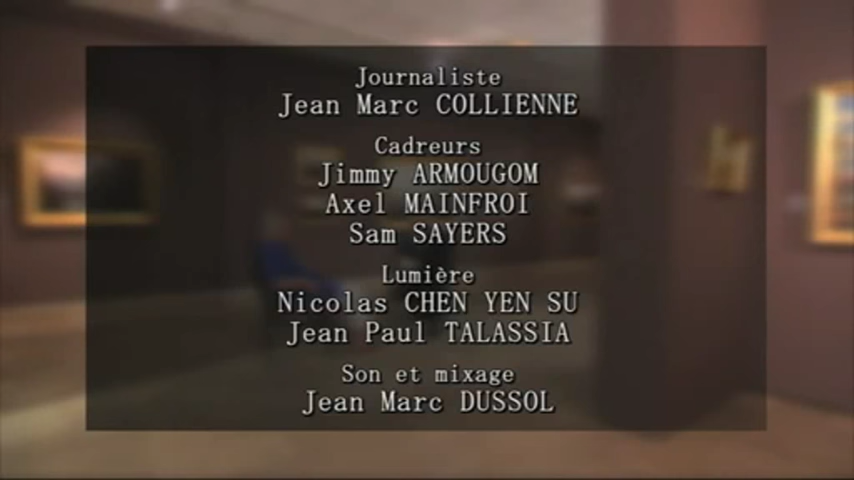 Journaliste
Jean Marc COLLIENNE
Cadreurs
Jimmy ARMOUGOM
Axel MAINFROI
Sam SAYERS
Lumière
Nicolas CHEN YEN SU
Jean Paul TALASSIA
Son et mixage
Jean Marc DUSSOL